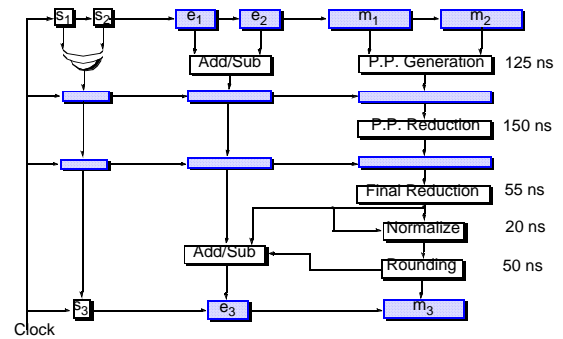 s1 s2 e1 e2 m1 m2
Add/Sub P.P. Generation 125 ns
P.P. Reduction 150 ns
Final Reduction 55 ns
Normalize 20 ns
Add/Sub Rounding 50 ns
s3 e3 m3
Clock